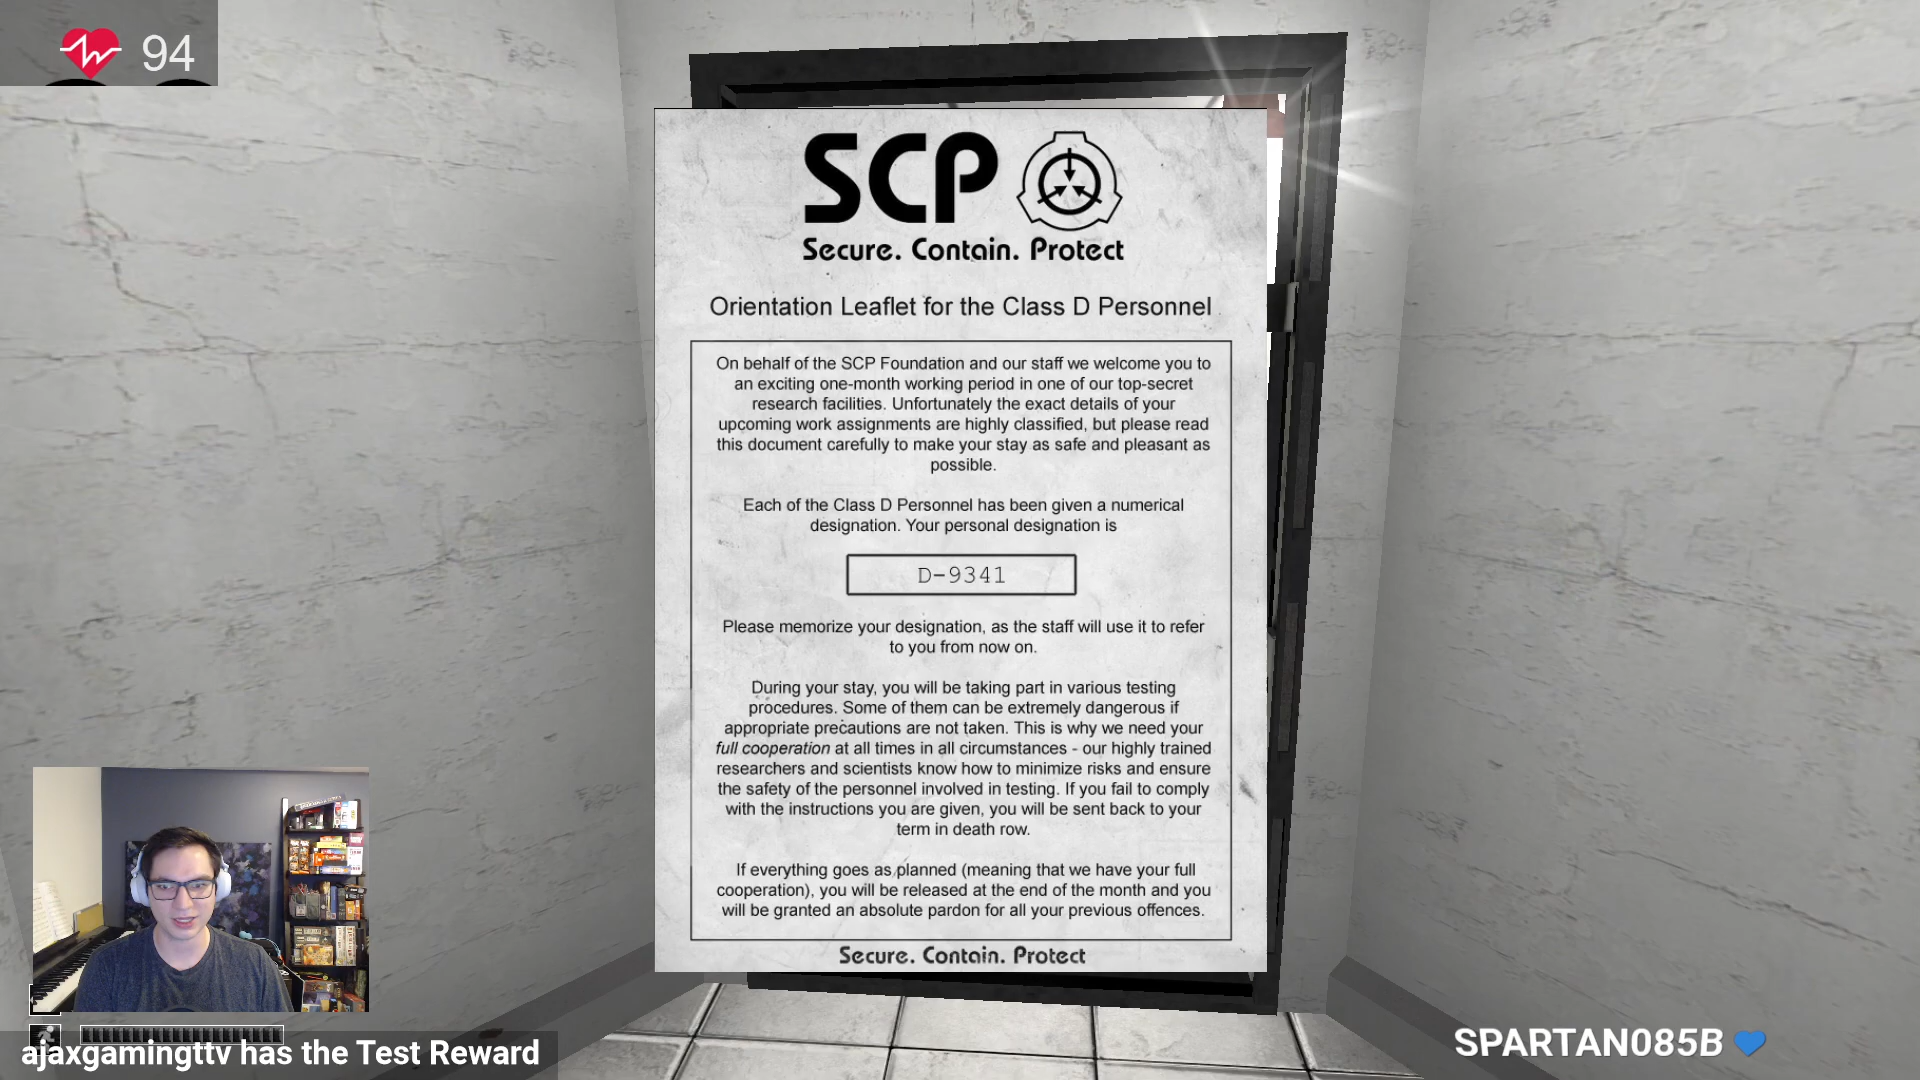 94
SCP
Secure. Contain. Protect
Orientation Leaflet for the Class D Personnel
On behalf of the SCP Foundation and our staff we welcome you to
an exciting one-month working period in one of our top-secret
research facilities. Unfortunately the exact details of your
upcoming work assignments are highly classified, but please read
this document carefully to make your stay as safe and pleasant as
possible.
Each of the Class D Personnel has been given a numerical
designation. Your personal designation is
D-9341
Please memorize your designation, as the staff will use it to refer
to you from now on.
During your stay, you will be taking part in various testing
procedures. Some of them can be extremely dangerous if
appropriate precautions are not taken. This is why we need your
full cooperation at all times in all circumstances - our highly trained
researchers and scientists know how to minimize risks and ensure
the safety of the personnel involved in testing. If you fail to comply
with the instructions you are given, you will be sent back to your
term in death row.
If everything goes as planned (meaning that we have your full
cooperation), you will be released at the end of the month and you
will be granted an absolute pardon for all your previous offences.
Secure. Contain. Protect
ajaxgamingttv has the Test Reward
SPARTAN085B